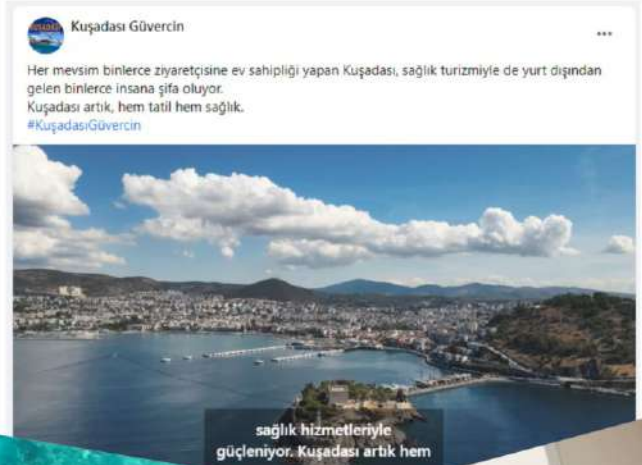 KUŞADASI
Kuşadası Güvercin
Her mevsim binlerce ziyaretçisine ev sahipliği yapan Kuşadası, sağlık turizmiyle de yurt dışından
gelen binlerce insana şifa oluyor.
Kuşadası artık, hem tatil hem sağlık.
#KuşadasıGüvercin
sağlık hizmetleriyle
güçleniyor. Kuşadası artık hem